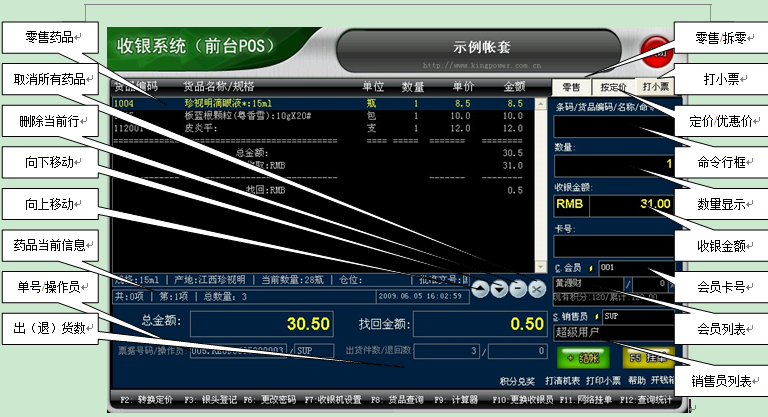 零售药品
取消所有药品
删除当前行
向下移动
向上移动
药品当前信息
单号/操作员
出（退）货数
收银系统（前台POS）
示例帐套
http://www.kingpower.com.cn
货品编码 货品名称/规格 单位 数量 单价 金额
1004 珍视明滴眼液*:15ml 瓶 1 8.5 8.5
板蓝根颗粒(粤香雪):10gX20# 包 1 10.0 10.0
112001 皮炎平: 支 1 12.0 12.0
总金额: 30.5
收取:RMB 31.0
找回:RMB 0.5
规格:15ml | 产地:江西珍视明 | 当前数量:28瓶 | 仓位: | 批准文号:
共:0项 | 第:1项 | 总数量: 3
2009.06.05 16:02:59
总金额: 30.50 找回金额: 0.50
票据号码/操作员 / SUP 出货件数/退回数 3 / 0
零售 按定价 打小票
条码/货品编码/名称/命令
数量:
1
收银金额:
RMB 31.00
卡号:
C.会员 001
黄源财 / 0 /
现有积分:120/累计:
S.销售员 SUP
超级用户
+ 结帐 F5 挂单
积分兑奖 打清机表 打印小票 帮助 开钱箱
F2: 转换定价 F3: 银头登记 F6: 更改密码 F7:收银机设置 F8: 货品查询 F9: 计算器 F10:更换收银员 F11.网络挂单 F12:查询统计
零售/拆零
打小票
定价/优惠价
命令行框
数量显示
收银金额
会员卡号
会员列表
销售员列表